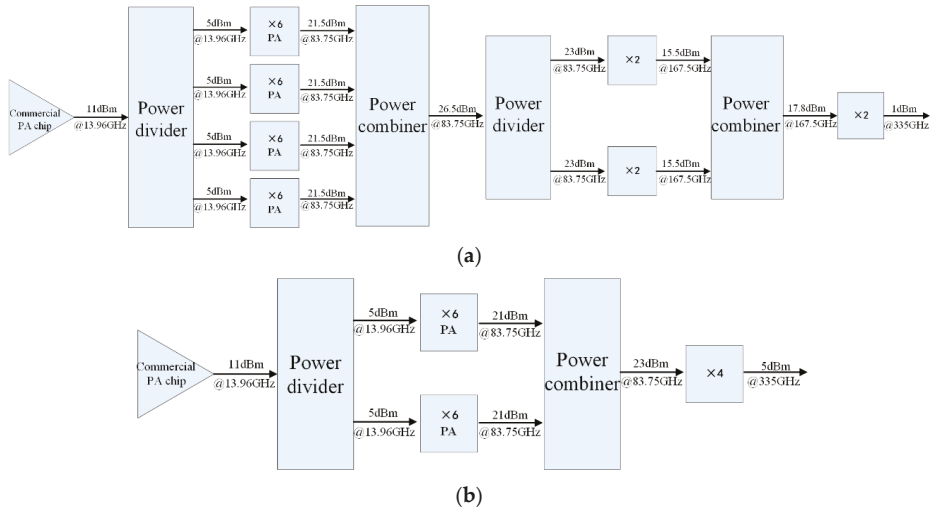 Commercial
PA chip
11dBm
@13.96GHz
Power
divider
5dBm
@13.96GHz
×6
PA
21.5dBm
@83.75GHz
5dBm
@13.96GHz
×6
PA
21.5dBm
@83.75GHz
5dBm
@13.96GHz
×6
PA
21.5dBm
@83.75GHz
5dBm
@13.96GHz
×6
PA
21.5dBm
@83.75GHz
Power
combiner
26.5dBm
@83.75GHz
Power
divider
23dBm
@83.75GHz
×2
15.5dBm
@167.5GHz
23dBm
@83.75GHz
×2
15.5dBm
@167.5GHz
Power
combiner
17.8dBm
@167.5GHz
×2
1dBm
@335GHz
(a)
Commercial
PA chip
11dBm
@13.96GHz
Power
divider
5dBm
@13.96GHz
×6
PA
21dBm
@83.75GHz
5dBm
@13.96GHz
×6
PA
21dBm
@83.75GHz
Power
combiner
23dBm
@83.75GHz
×4
5dBm
@335GHz
(b)